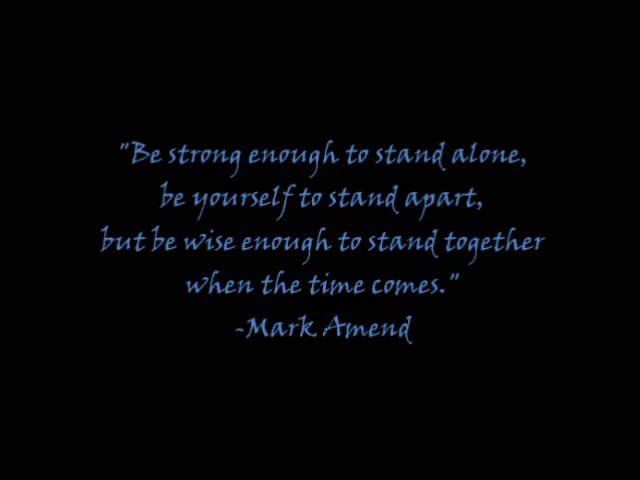 "Be strong enough to stand alone,
be yourself to stand apart,
but be wise enough to stand together
when the time comes."
-Mark Amend